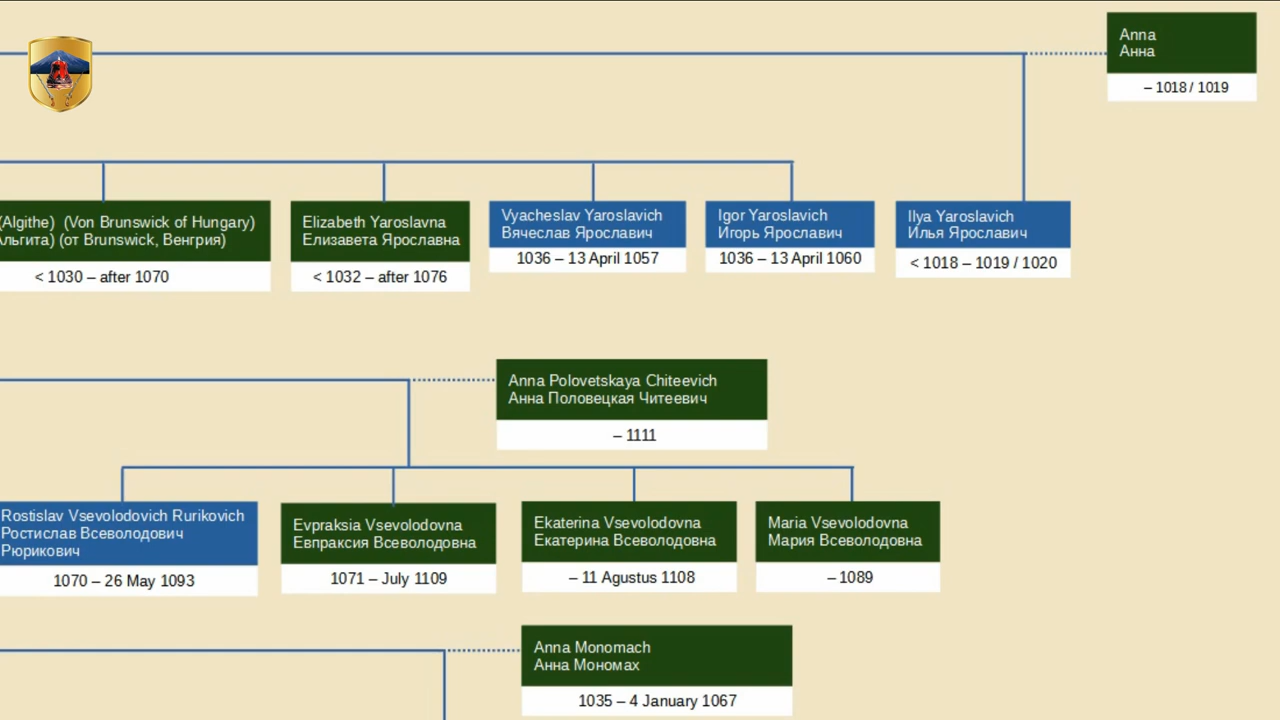 Anna
Анна
– 1018 / 1019
(Algithe) (Von Brunswick of Hungary)
Альгита) (от Brunswick, Венгрия)
< 1030 – after 1070
Elizabeth Yaroslavna
Елизавета Ярославна
< 1032 – after 1076
Vyacheslav Yaroslavich
Вячеслав Ярославич
1036 – 13 April 1057
Igor Yaroslavich
Игорь Ярославич
1036 – 13 April 1060
Ilya Yaroslavich
Илья Ярославич
< 1018 – 1019 / 1020
Anna Polovetskaya Chiteevich
Анна Половецкая Читеевич
– 1111
Rostislav Vsevolodovich Rurikovich
Ростислав Всеволодович
Рюрикович
1070 – 26 May 1093
Evpraksia Vsevolodovna
Евпраксия Всеволодовна
1071 – July 1109
Ekaterina Vsevolodovna
Екатерина Всеволодовна
– 11 Agustus 1108
Maria Vsevolodovna
Мария Всеволодовна
– 1089
Anna Monomach
Анна Мономах
1035 – 4 January 1067